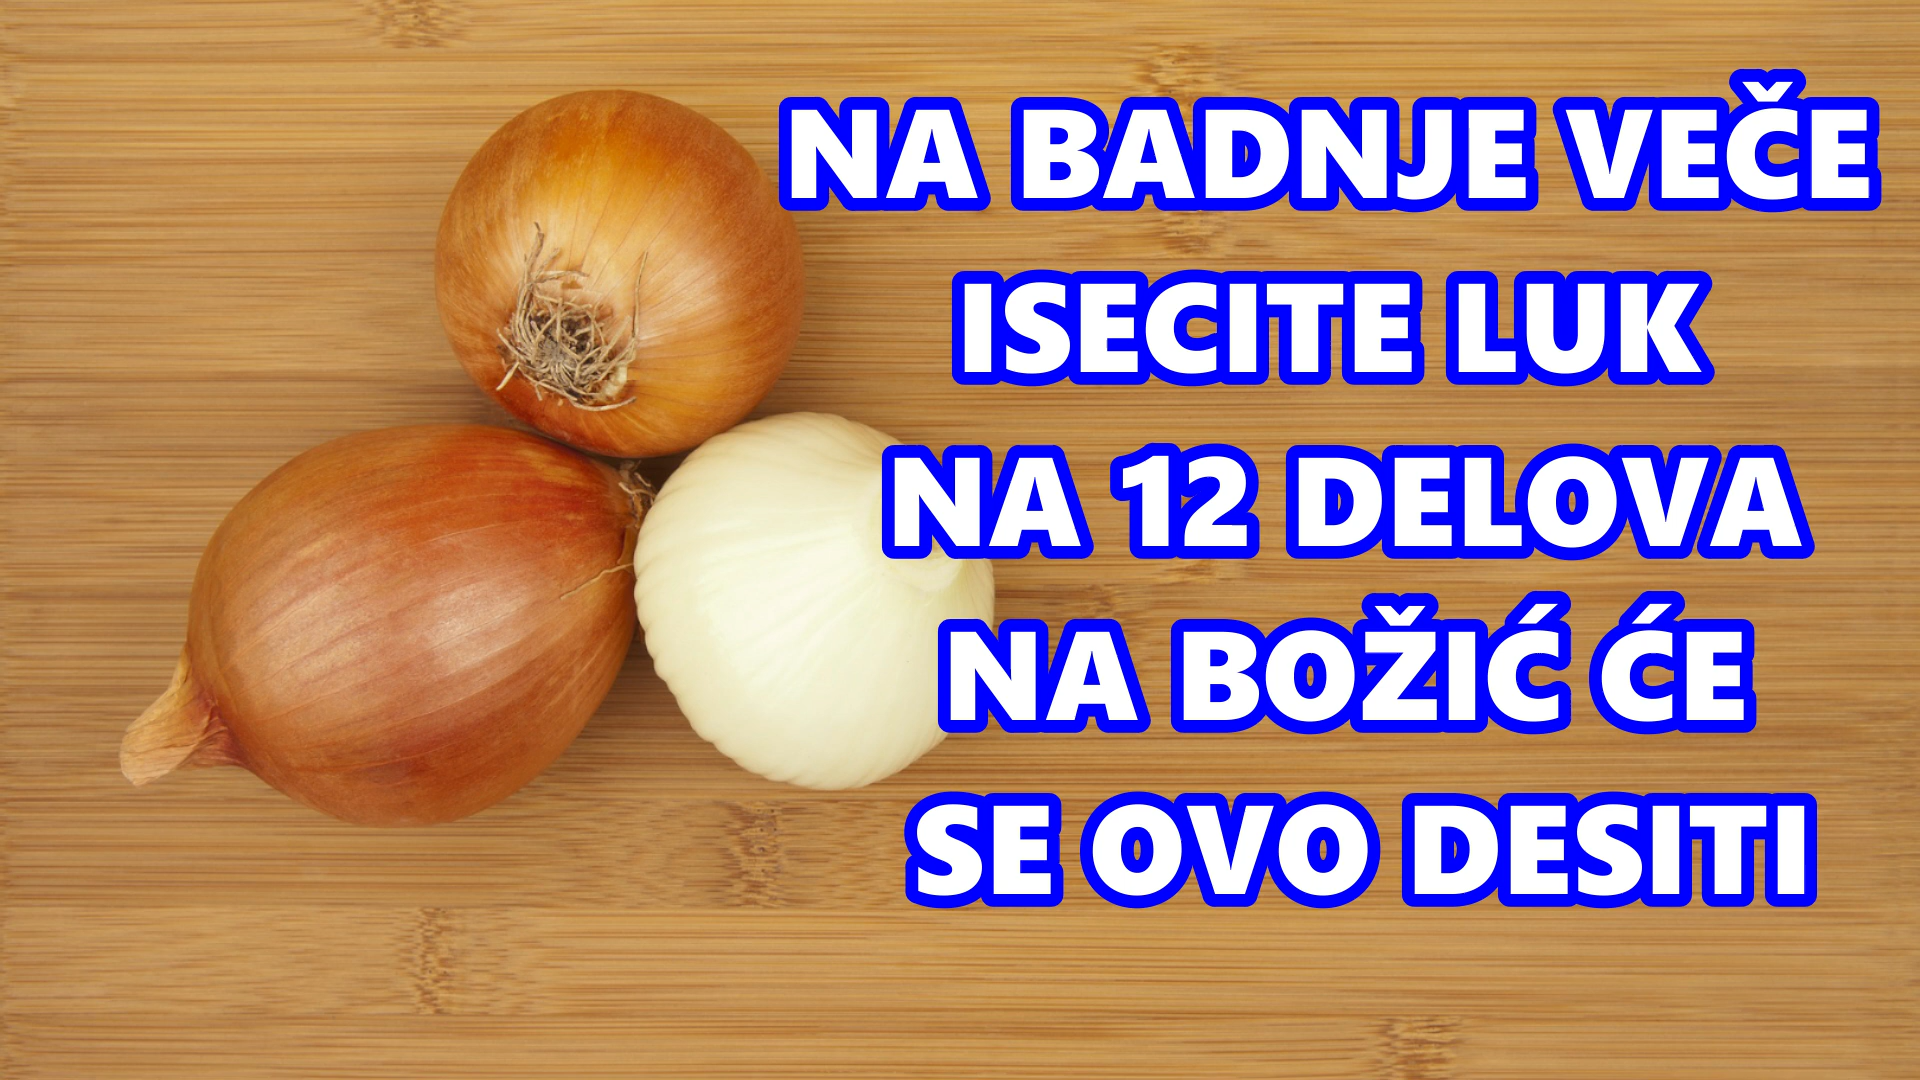 NA BADNJE VEČE
ISECITE LUK
NA 12 DELOVA
NA BOŽIĆ ĆE
SE OVO DESITI